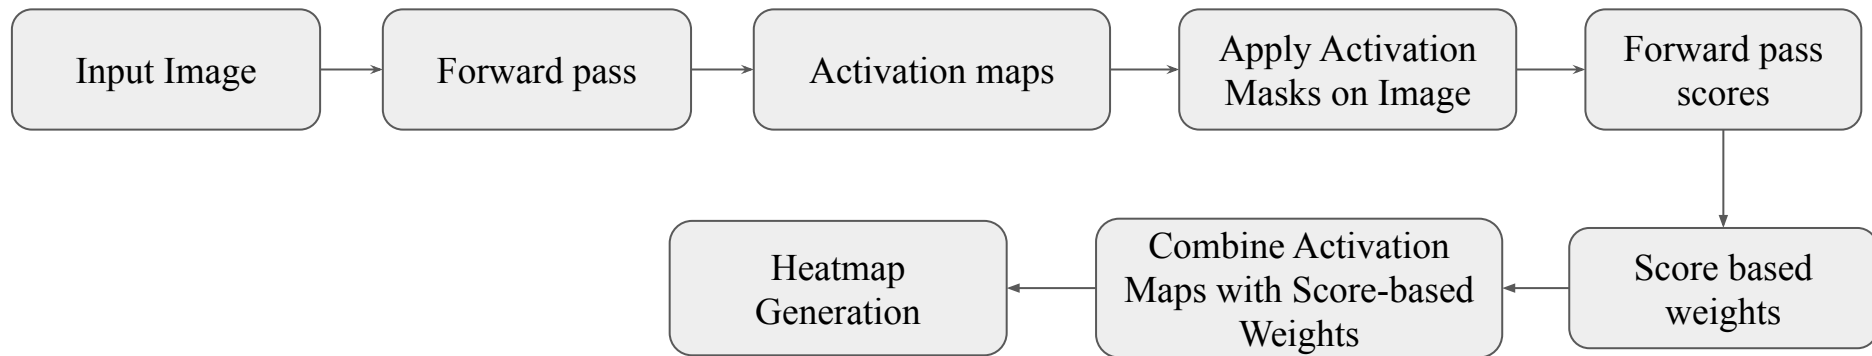 Input Image
Forward pass
Activation maps
Apply Activation
Masks on Image
Forward pass
scores
Score based
weights
Combine Activation
Maps with Score-based
Weights
Heatmap
Generation